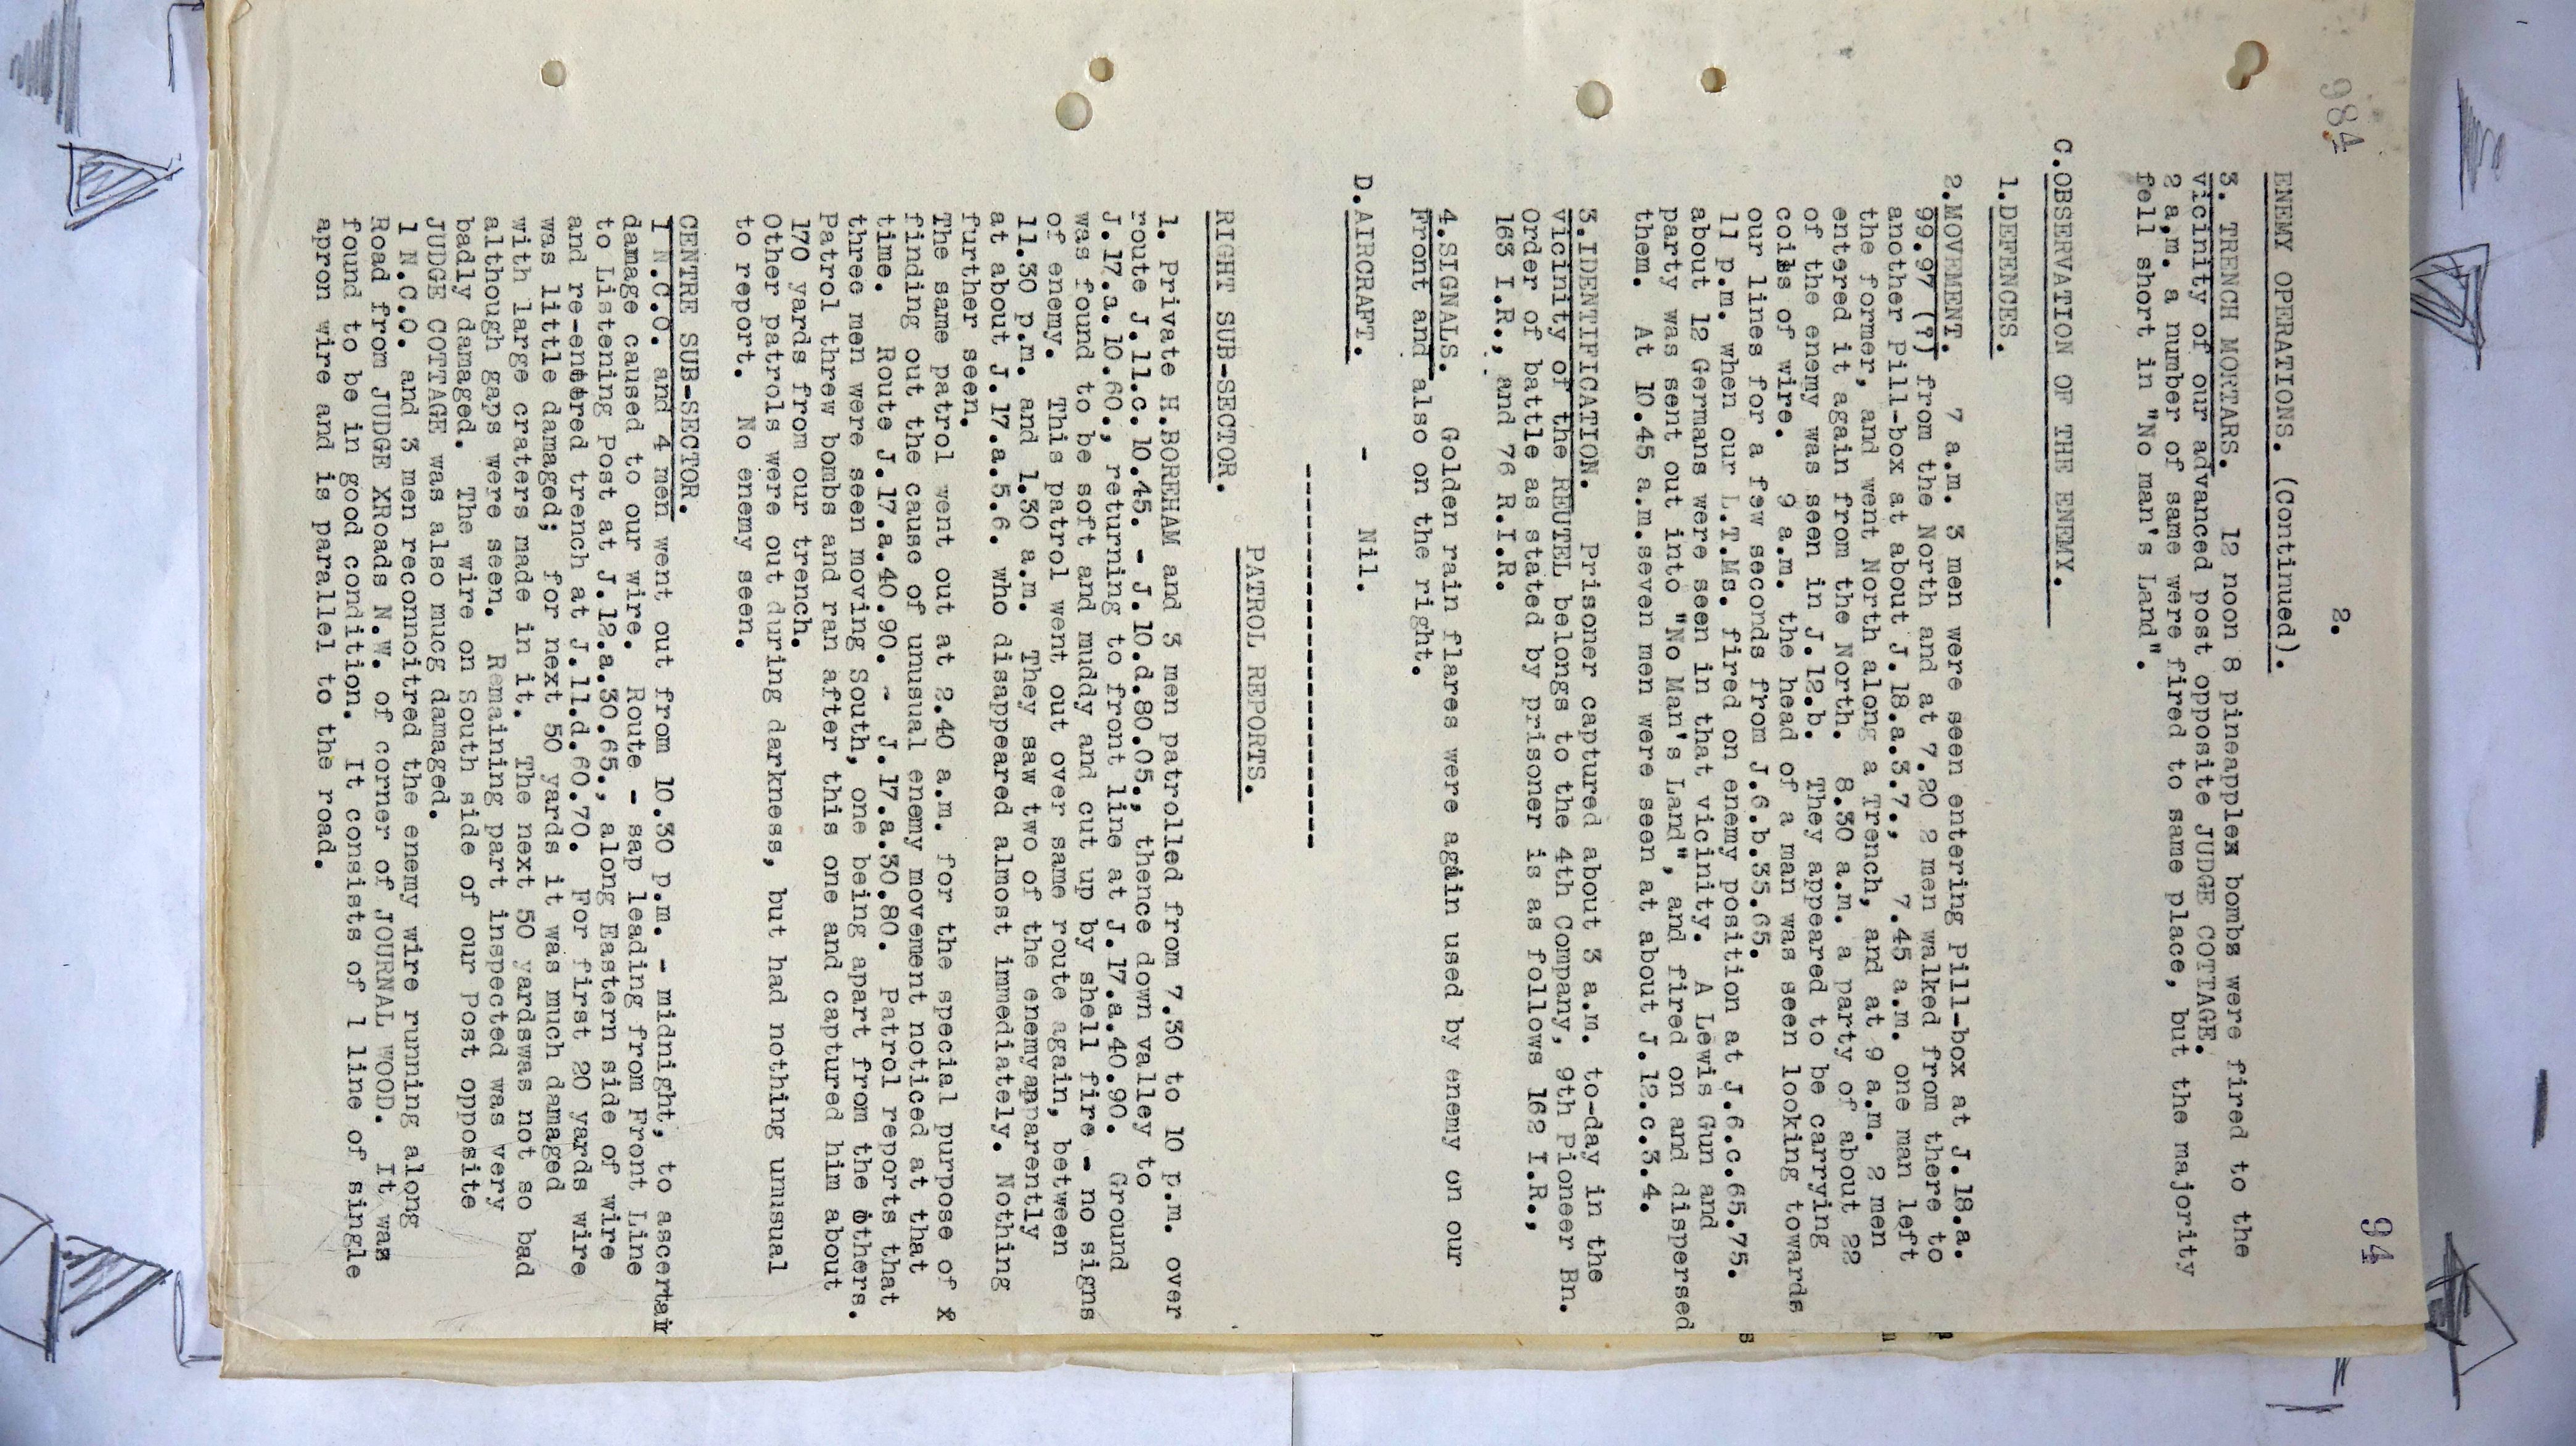 984
94
2.
ENEMY OPERATIONS. (Continued).
3. TRENCH MORTARS. 12 noon 8 pineapplex bombs were fired to the
vicinity of our advanced post opposite JUDGE COTTAGE.
2 a,m. a number of same were fired to same place, but the majority
fell short in "No man's Land".
C.OBSERVATION OF THE ENEMY.
1.DEFENCES.
2.MOVEMENT. 7 a.m. 3 men were seen entering Pill-box at J.18.a.
99.97 (?) from the North and at 7.20 2 men walked from there to
another Pill-box at about J.18.a.3.7., 7.45 a.m. one man left
the former, and went North along a Trench, and at 9 a.m. 2 men
entered it again from the North. 8.30 a.m. a party of about 22
of the enemy was seen in J.12.b. They appeared to be carrying
coils of wire. 9 a.m. the head of a man was seen looking towards
our lines for a few seconds from J.6.b.35.65.
11 p.m. when our L.T.Ms. fired on enemy position at J.6.c.65.75.
about 12 Germans were seen in that vicinity. A Lewis Gun and
party was sent out into "No Man's Land", and fired on and dispersed
them. At 10.45 a.m.seven men were seen at about J.12.c.3.4.
3.IDENTIFICATION. Prisoner captured about 3 a.m. to-day in the
vicinity of the REUTEL belongs to the 4th Company, 9th Pioneer Bn.
Order of battle as stated by prisoner is as follows 162 I.R.,
163 I.R., and 76 R.I.R.
4.SIGNALS. Golden rain flares were again used by enemy on our
Front and also on the right.
D.AIRCRAFT. - Nil.
--------------------------
PATROL REPORTS.
RIGHT SUB-SECTOR.
1. Private H.BOREHAM and 3 men patrolled from 7.30 to 10 p.m. over
route J.11.c.10.45. - J.10.d.80.05., thence down valley to
J.17.a.10.60., returning to front line at J.17.a.40.90. Ground
was found to be soft and muddy and cut up by shell fire - no signs
of enemy. This patrol went out over same route again, between
11.30 p.m. and 1.30 a.m. They saw two of the enemyapparently
at about J.17.a.5.6. who disappeared almost immediately. Nothing
further seen.
The same patrol went out at 2.40 a.m. for the special purpose of x
finding out the cause of unusual enemy movement noticed at that
time. Route J.17.a.40.90. - J.17.a.30.80. Patrol reports that
three men were seen moving South, one being apart from the others.
Patrol threw bombs and ran after this one and captured him about
170 yards from our trench.
Other patrols were out during darkness, but had nothing unusual
to report. No enemy seen.
CENTRE SUB-SECTOR.
1 N.C.O. and 4 men went out from 10.30 p.m. - midnight, to ascertain
damage caused to our wire. Route - sap leading from Front Line
to Listening Post at J.12.a.30.65., along Eastern side of wire
and re-entered trench at J.11.d.60.70. For first 20 yards wire
was little damaged; for next 50 yards it was much damaged
with large craters made in it. The next 50 yardswas not so bad
although gaps were seen. Remaining part inspected was very
badly damaged. The wire on South side of our Post opposite
JUDGE COTTAGE was also mucg damaged.
1 N.C.O. and 3 men reconnoitred the enemy wire running along
Road from JUDGE XRoads N.W. of corner of JOURNAL WOOD. It was
found to be in good condition. It consists of 1 line of single
apron wire and is parallel to the road.